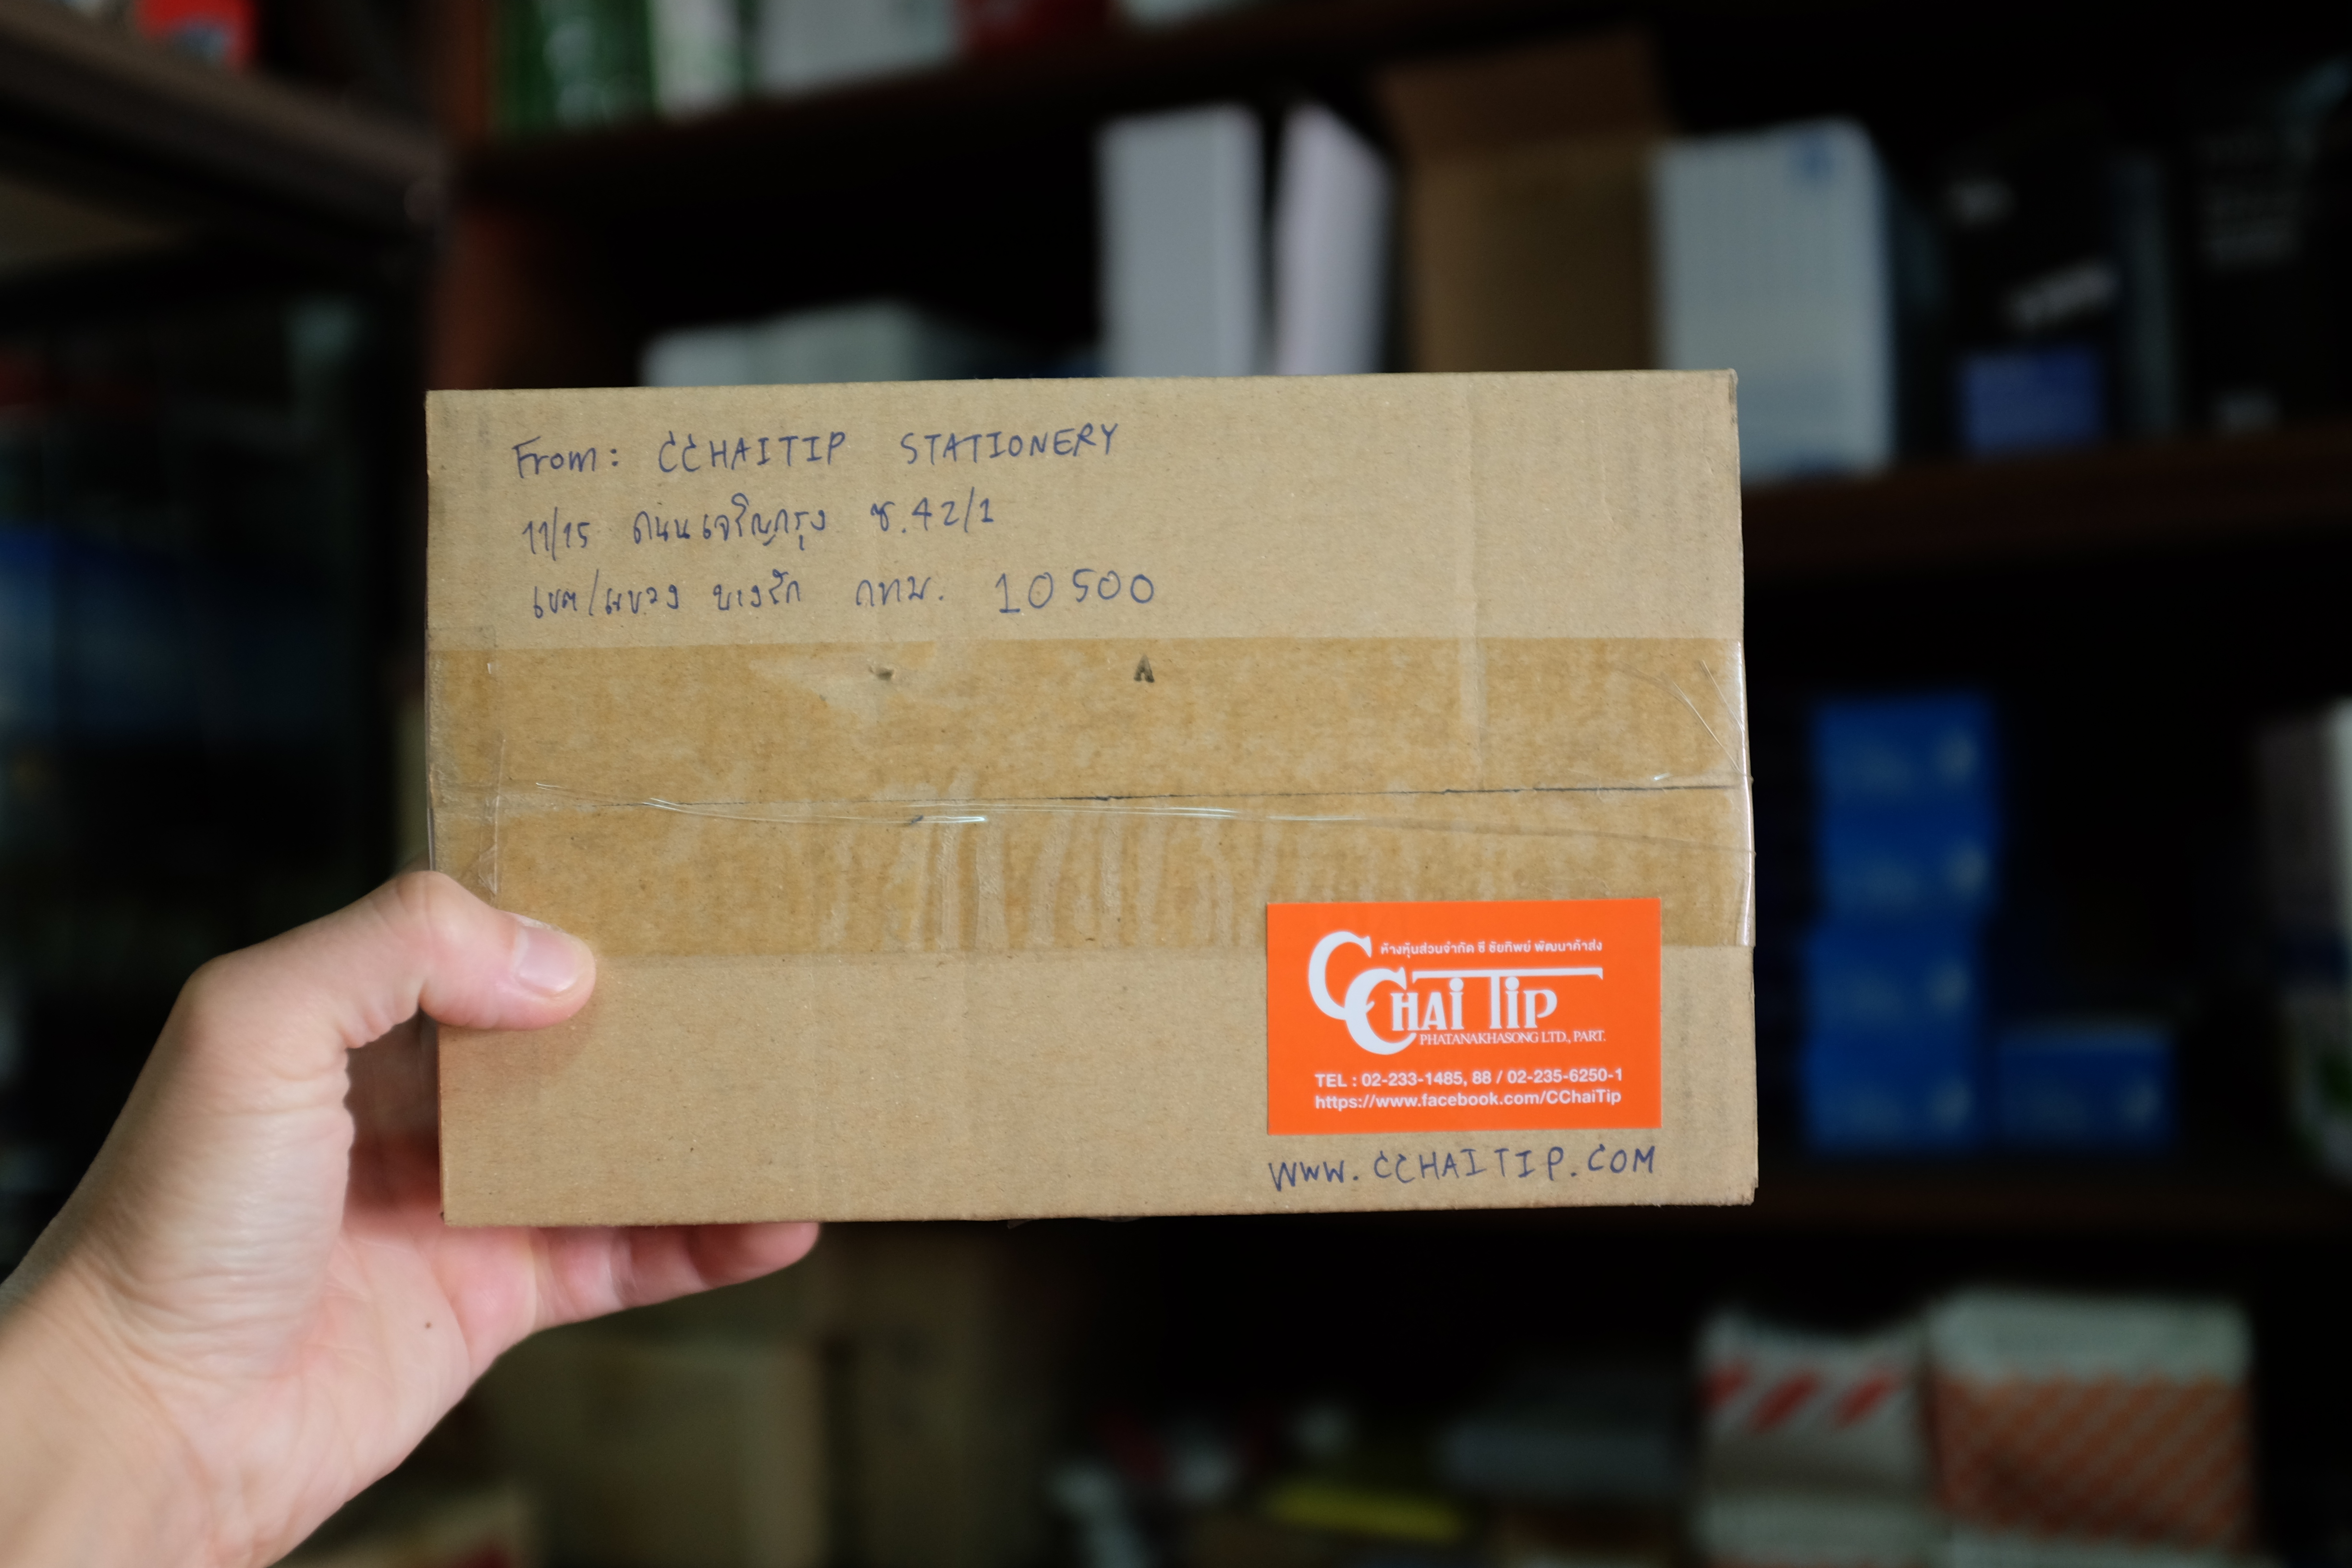 From: CCHAITIP STATIONERY
11/15 ถนนเจริญกรุง ซ.42/1
เขต/แขวง บางรัก กทม. 10500
A
ห้างหุ้นส่วนจำกัด ซี ชัยทิพย์ พัฒนาค้าส่ง
C CHAI TIP
PHATANAKHASONG LTD., PART.
TEL : 02-233-1485, 88 / 02-235-6250-1
https://www.facebook.com/CChaiTip
WWW.CCHAITIP.COM